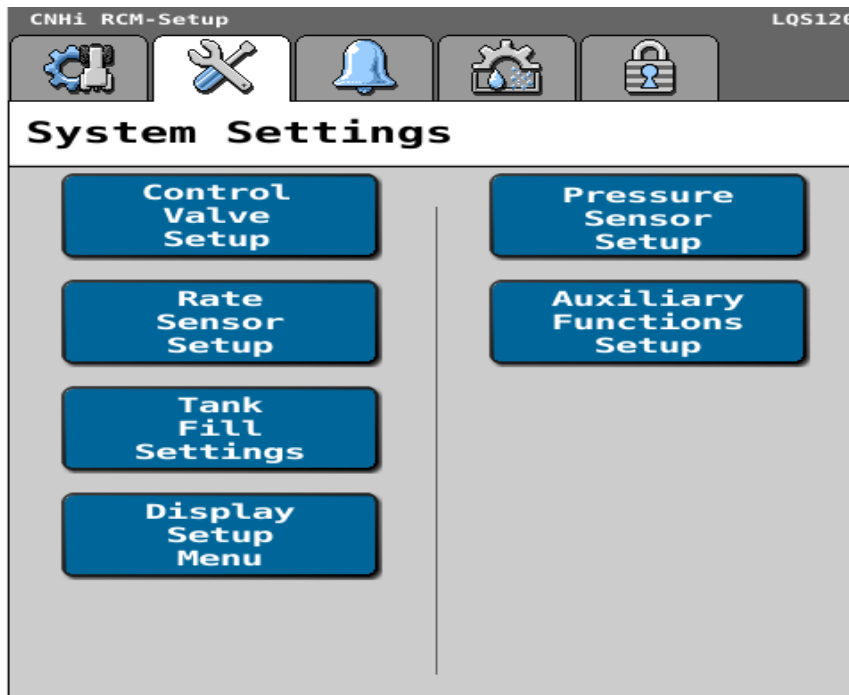 CNHi RCM-Setup
LQS120
System Settings
Control
Valve
Setup
Rate
Sensor
Setup
Tank
Fill
Settings
Display
Setup
Menu
Pressure
Sensor
Setup
Auxiliary
Functions
Setup